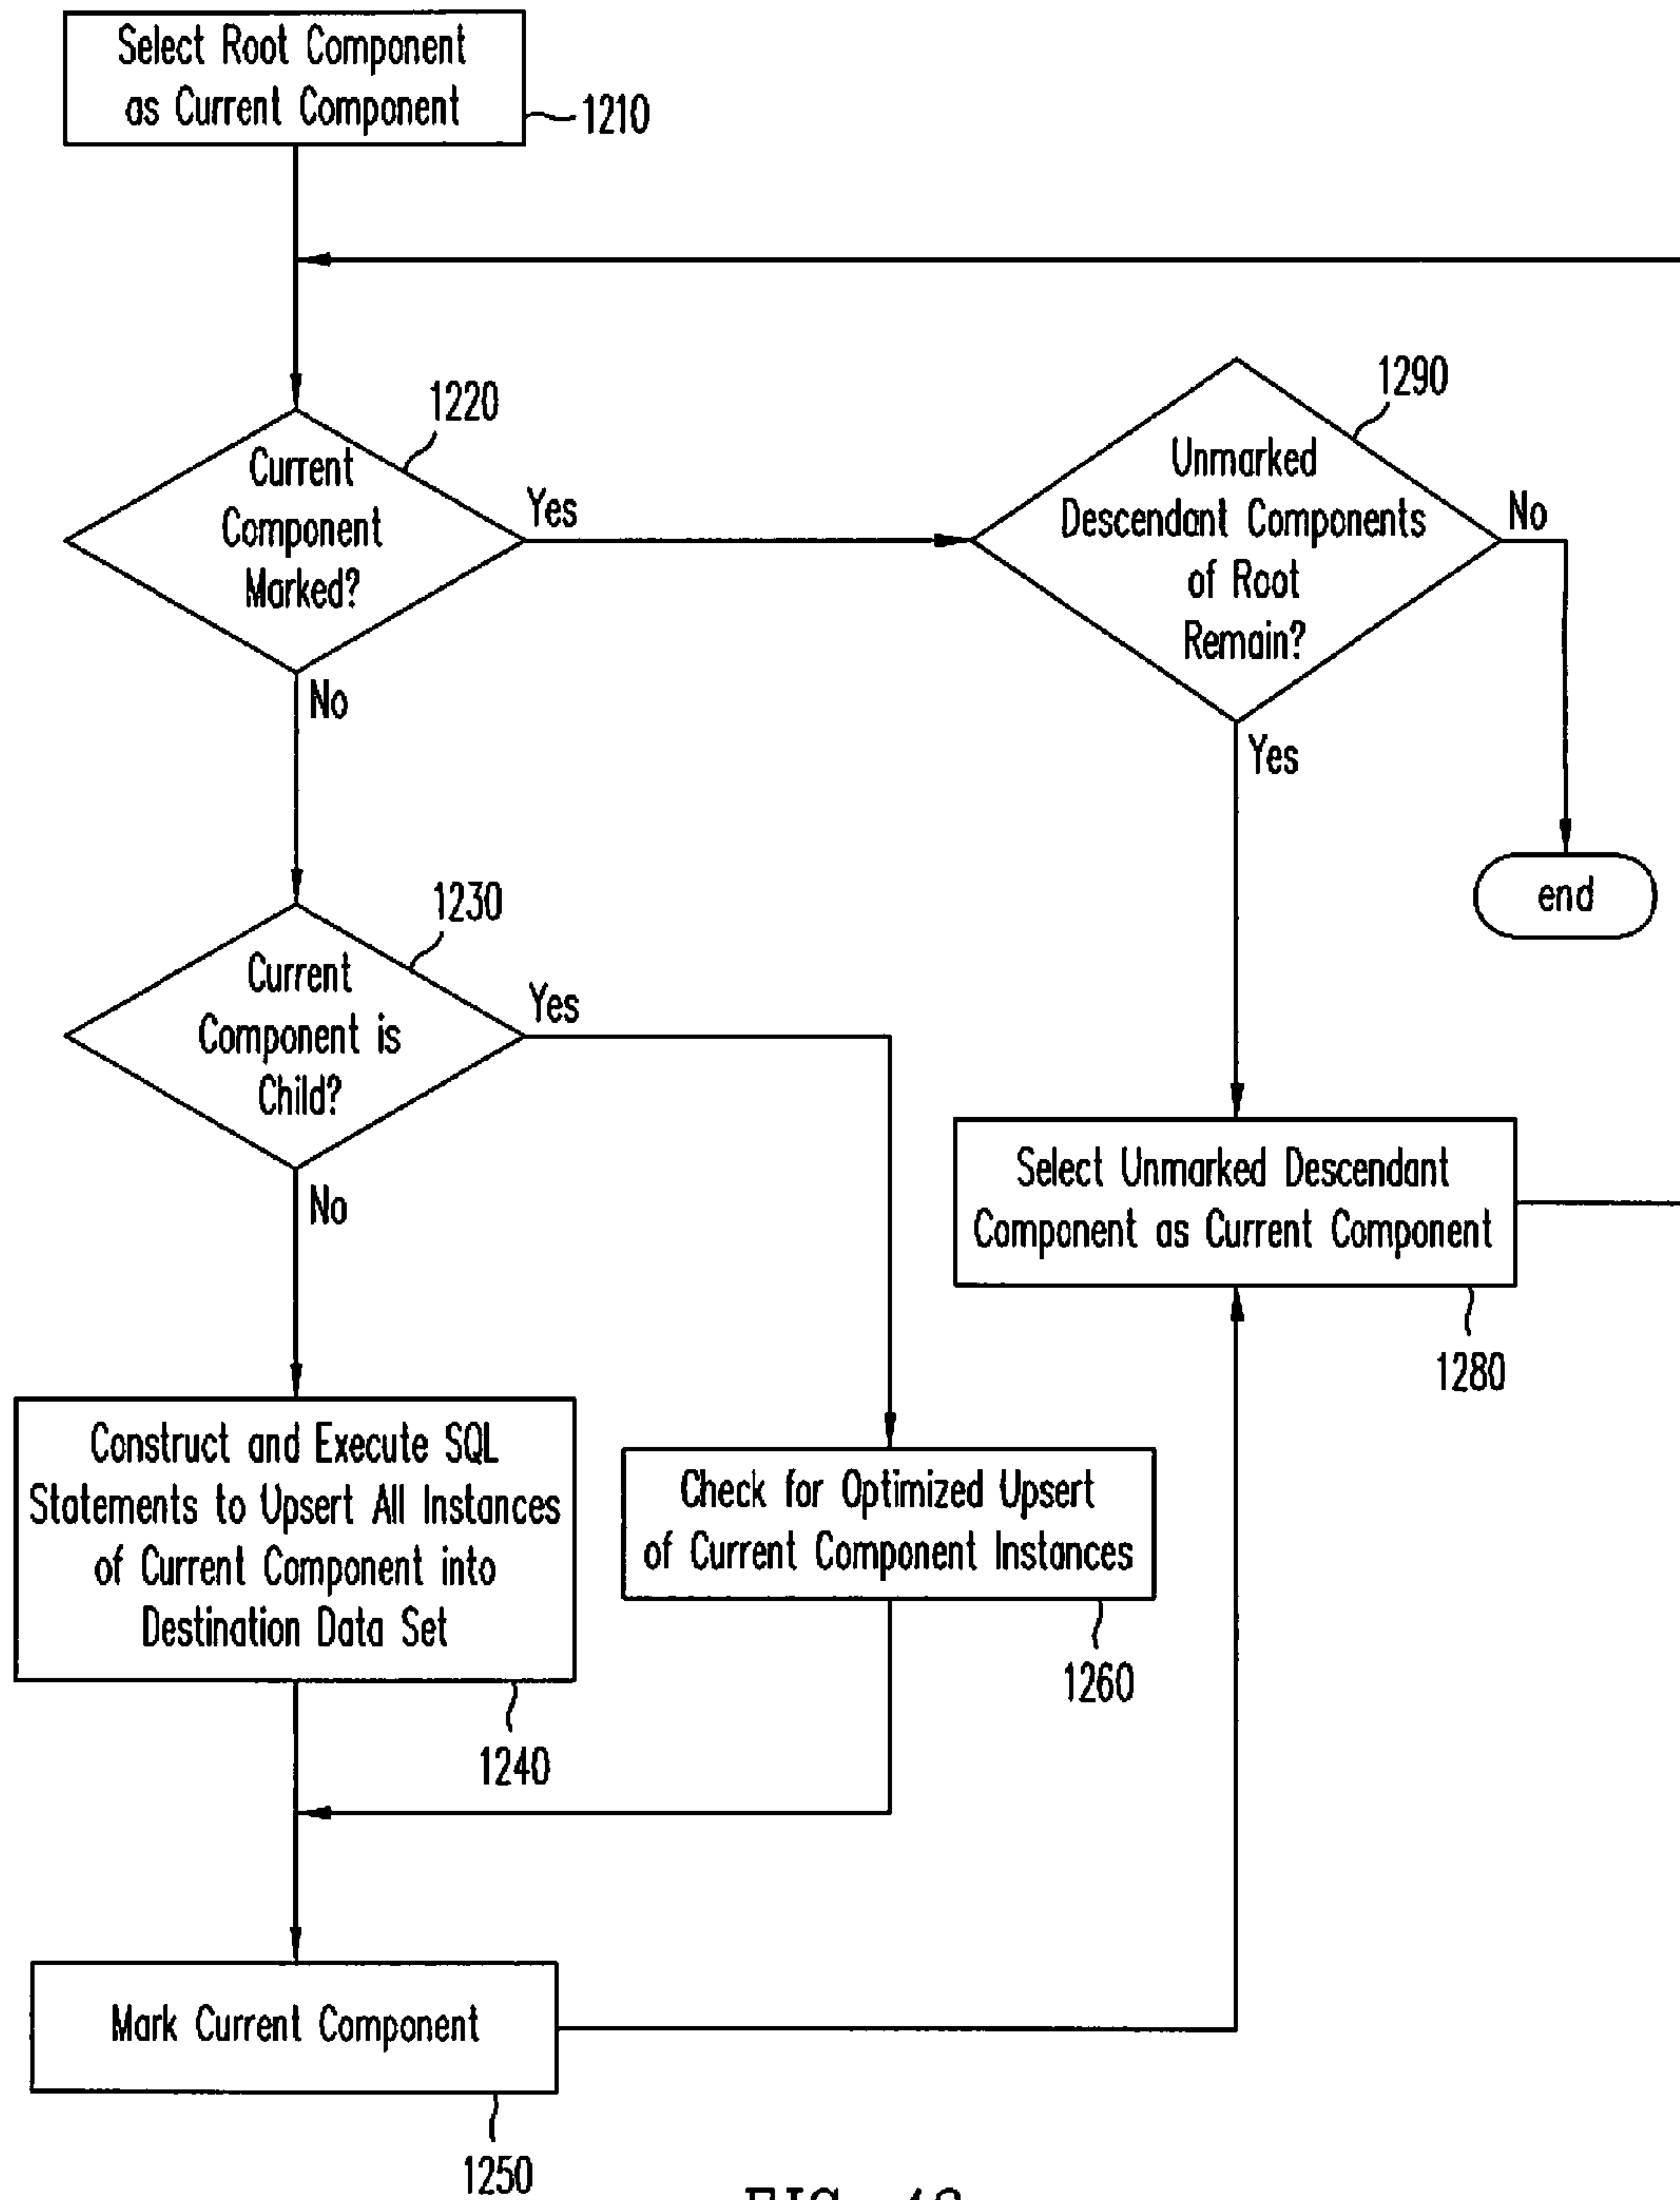 Select Root Component
as Current Component
1210
1220
Current
Component
Marked?
Yes
No
1290
Unmarked
Descendant Components
of Root
Remain?
No
Yes
end
1230
Current
Component is
Child?
Yes
No
Select Unmarked Descendant
Component as Current Component
1280
Construct and Execute SQL
Statements to Upsert All Instances
of Current Component into
Destination Data Set
1240
Check for Optimized Upsert
of Current Component Instances
1260
Mark Current Component
1250